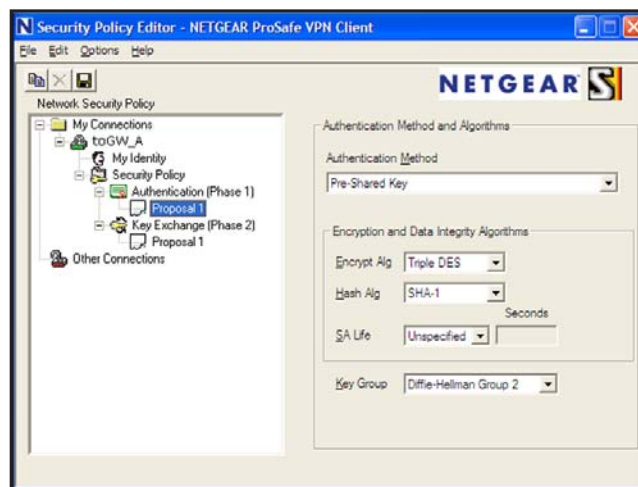 Security Policy Editor - NETGEAR ProSafe VPN Client
File Edit Options Help
NETGEAR
Network Security Policy
My Connections
toGW_A
My Identity
Security Policy
Authentication (Phase 1)
Proposal 1
Key Exchange (Phase 2)
Proposal 1
Other Connections
Authentication Method and Algorithms
Authentication Method
Pre-Shared Key
Encryption and Data Integrity Algorithms
Encrypt Alg Triple DES
Hash Alg SHA-1
Seconds
SA Life Unspecified
Key Group Diffie-Hellman Group 2